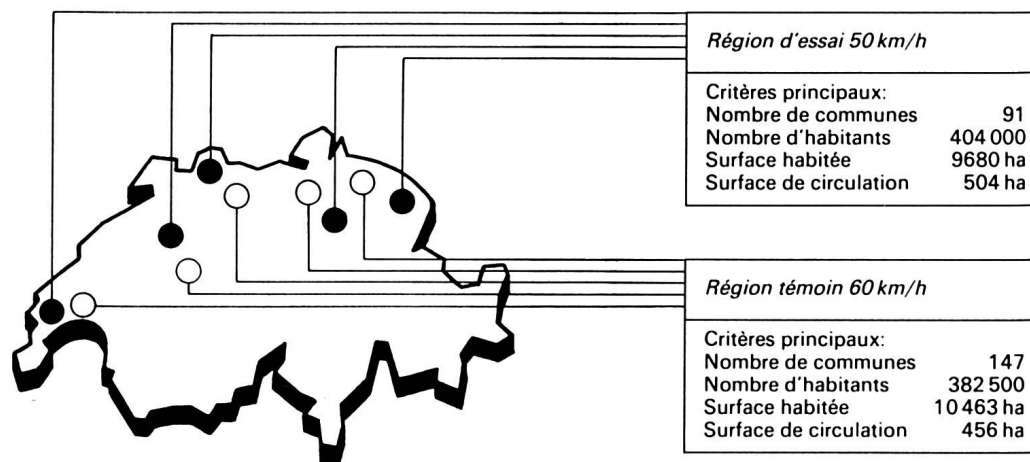 Région d'essai 50 km/h
Critères principaux:
Nombre de communes 91
Nombre d'habitants 404 000
Surface habitée 9680 ha
Surface de circulation 504 ha
Région témoin 60 km/h
Critères principaux:
Nombre de communes 147
Nombre d'habitants 382 500
Surface habitée 10 463 ha
Surface de circulation 456 ha